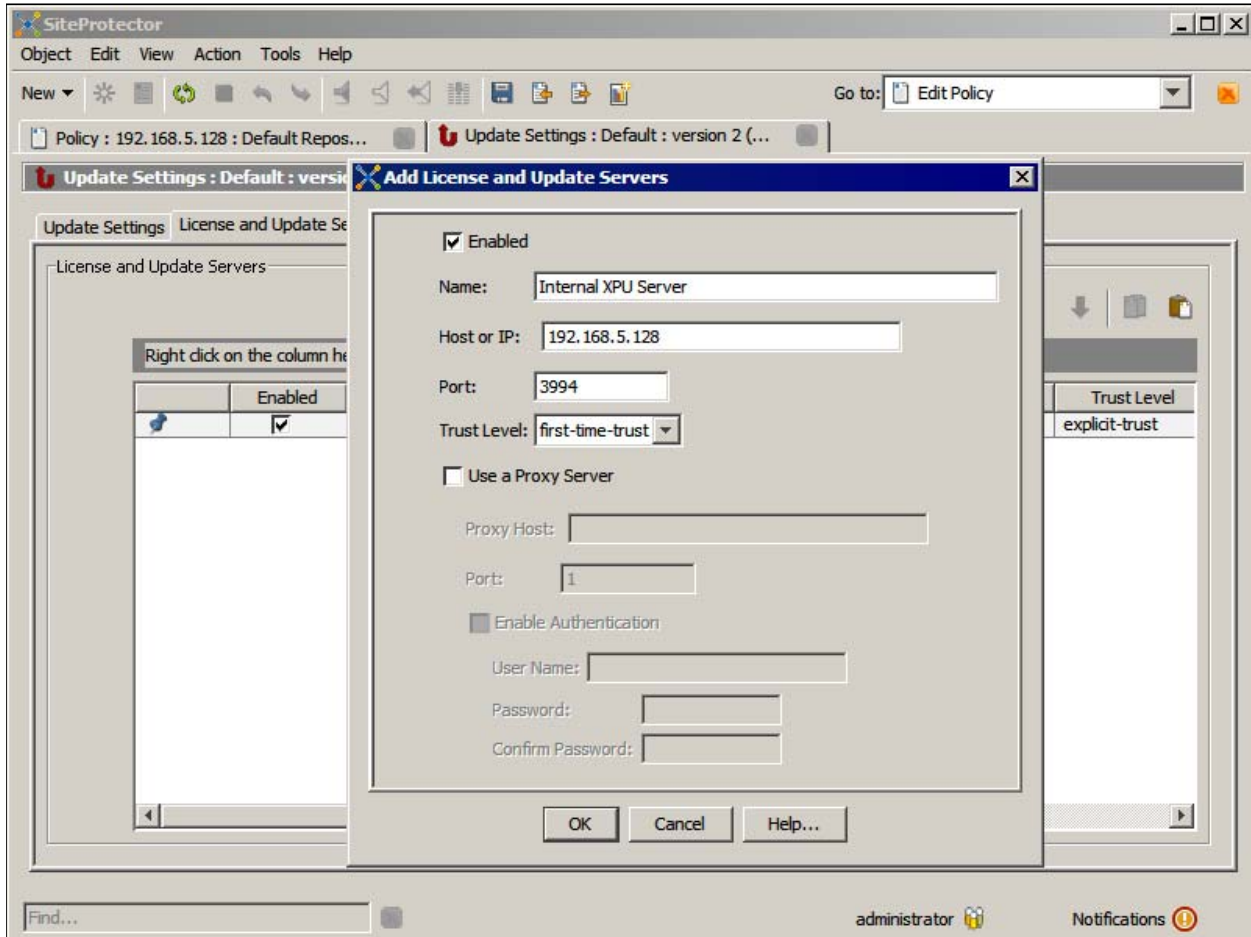 SiteProtector
Object Edit View Action Tools Help
New Go to: Edit Policy
Policy : 192.168.5.128 : Default Repos... Update Settings : Default : version 2 (...
Update Settings : Default : versi
Add License and Update Servers
Update Settings License and Update Se
Enabled
License and Update Servers
Name: Internal XPU Server
Host or IP: 192.168.5.128
Right click on the column he
Port: 3994
Enabled Trust Level
Trust Level: first-time-trust
explicit-trust
Use a Proxy Server
Proxy Host:
Port: 1
Enable Authentication
User Name:
Password:
Confirm Password:
OK Cancel Help...
Find... administrator Notifications